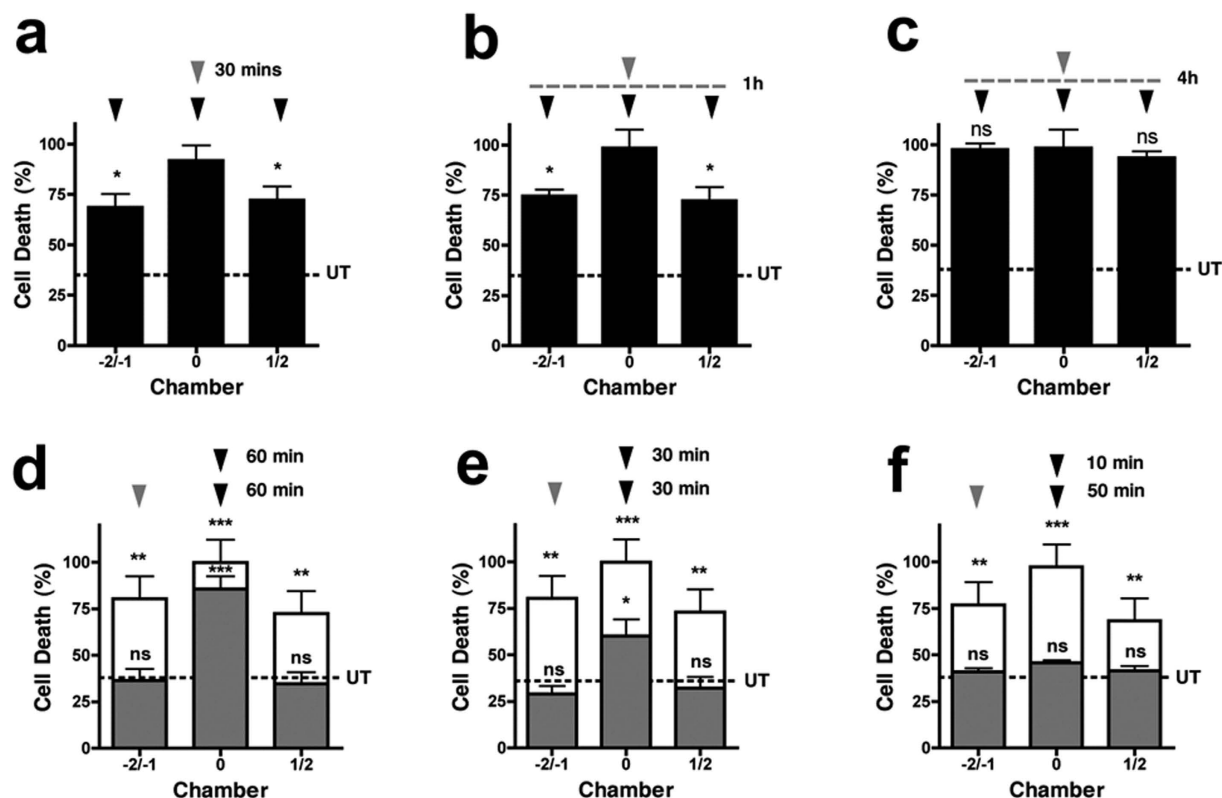 a
30 mins
Cell Death (%)
100
75
50
25
0
*
*
UT
-2/-1 0 1/2
Chamber
b
1h
Cell Death (%)
100
75
50
25
0
*
*
UT
-2/-1 0 1/2
Chamber
c
4h
Cell Death (%)
100
75
50
25
0
ns
ns
UT
-2/-1 0 1/2
Chamber
d
60 min
60 min
Cell Death (%)
100
75
50
25
0
**
***
***
**
ns
ns
UT
-2/-1 0 1/2
Chamber
e
30 min
30 min
Cell Death (%)
100
75
50
25
0
**
***
**
*
ns
ns
UT
-2/-1 0 1/2
Chamber
f
10 min
50 min
Cell Death (%)
100
75
50
25
0
**
***
**
ns
ns
ns
UT
-2/-1 0 1/2
Chamber